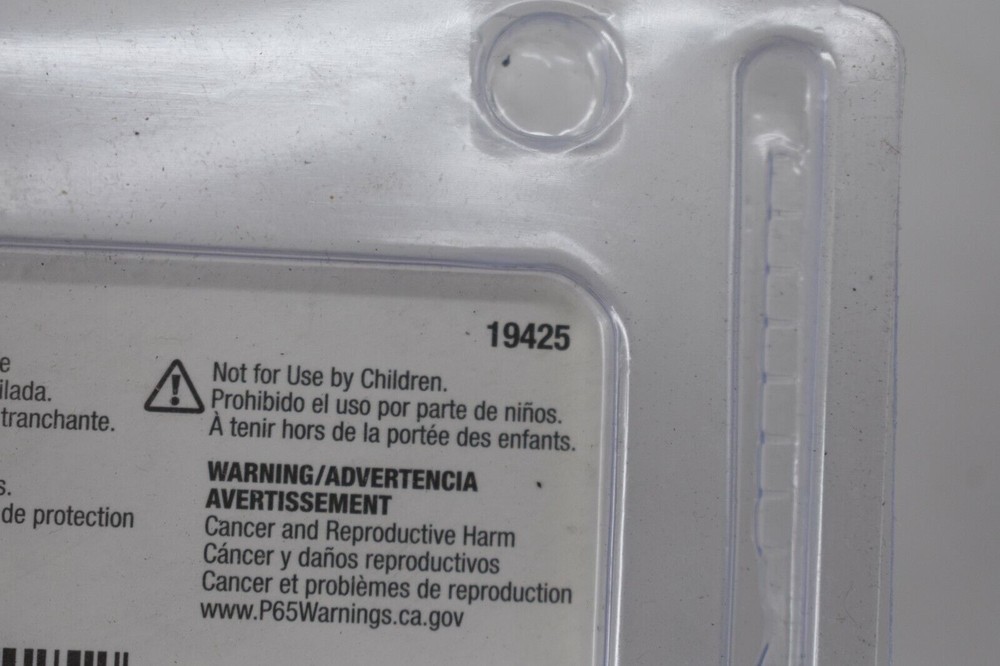 19425
e
ilada.
tranchante.
s.
de protection
Not for Use by Children.
Prohibido el uso por parte de niños.
À tenir hors de la portée des enfants.
WARNING/ADVERTENCIA
AVERTISSEMENT
Cancer and Reproductive Harm
Cáncer y daños reproductivos
Cancer et problèmes de reproduction
www.P65Warnings.ca.gov